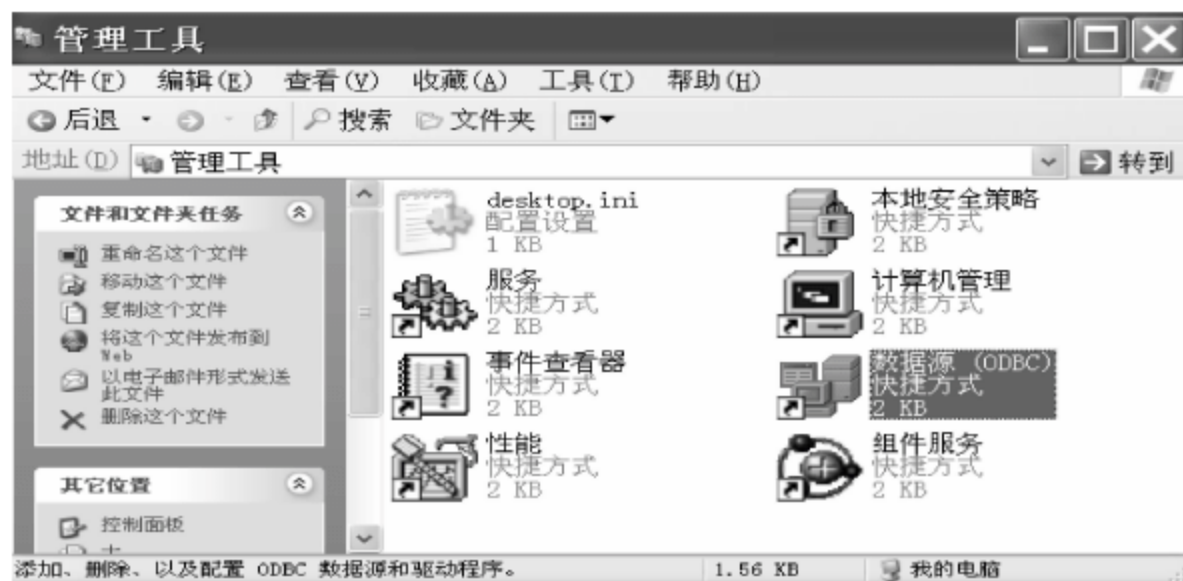 管理工具
文件(F) 编辑(E) 查看(V) 收藏(A) 工具(T) 帮助(H)
后退 搜索 文件夹
地址(D) 管理工具 转到
文件和文件夹任务
重命名这个文件
移动这个文件
复制这个文件
将这个文件发布到
Web
以电子邮件形式发送
此文件
删除这个文件
其它位置
控制面板
desktop.ini
配置设置
1 KB
本地安全策略
快捷方式
2 KB
服务
快捷方式
2 KB
计算机管理
快捷方式
2 KB
事件查看器
快捷方式
2 KB
数据源 (ODBC)
快捷方式
2 KB
性能
快捷方式
2 KB
组件服务
快捷方式
2 KB
添加、删除、以及配置 ODBC 数据源和驱动程序。 1.56 KB 我的电脑